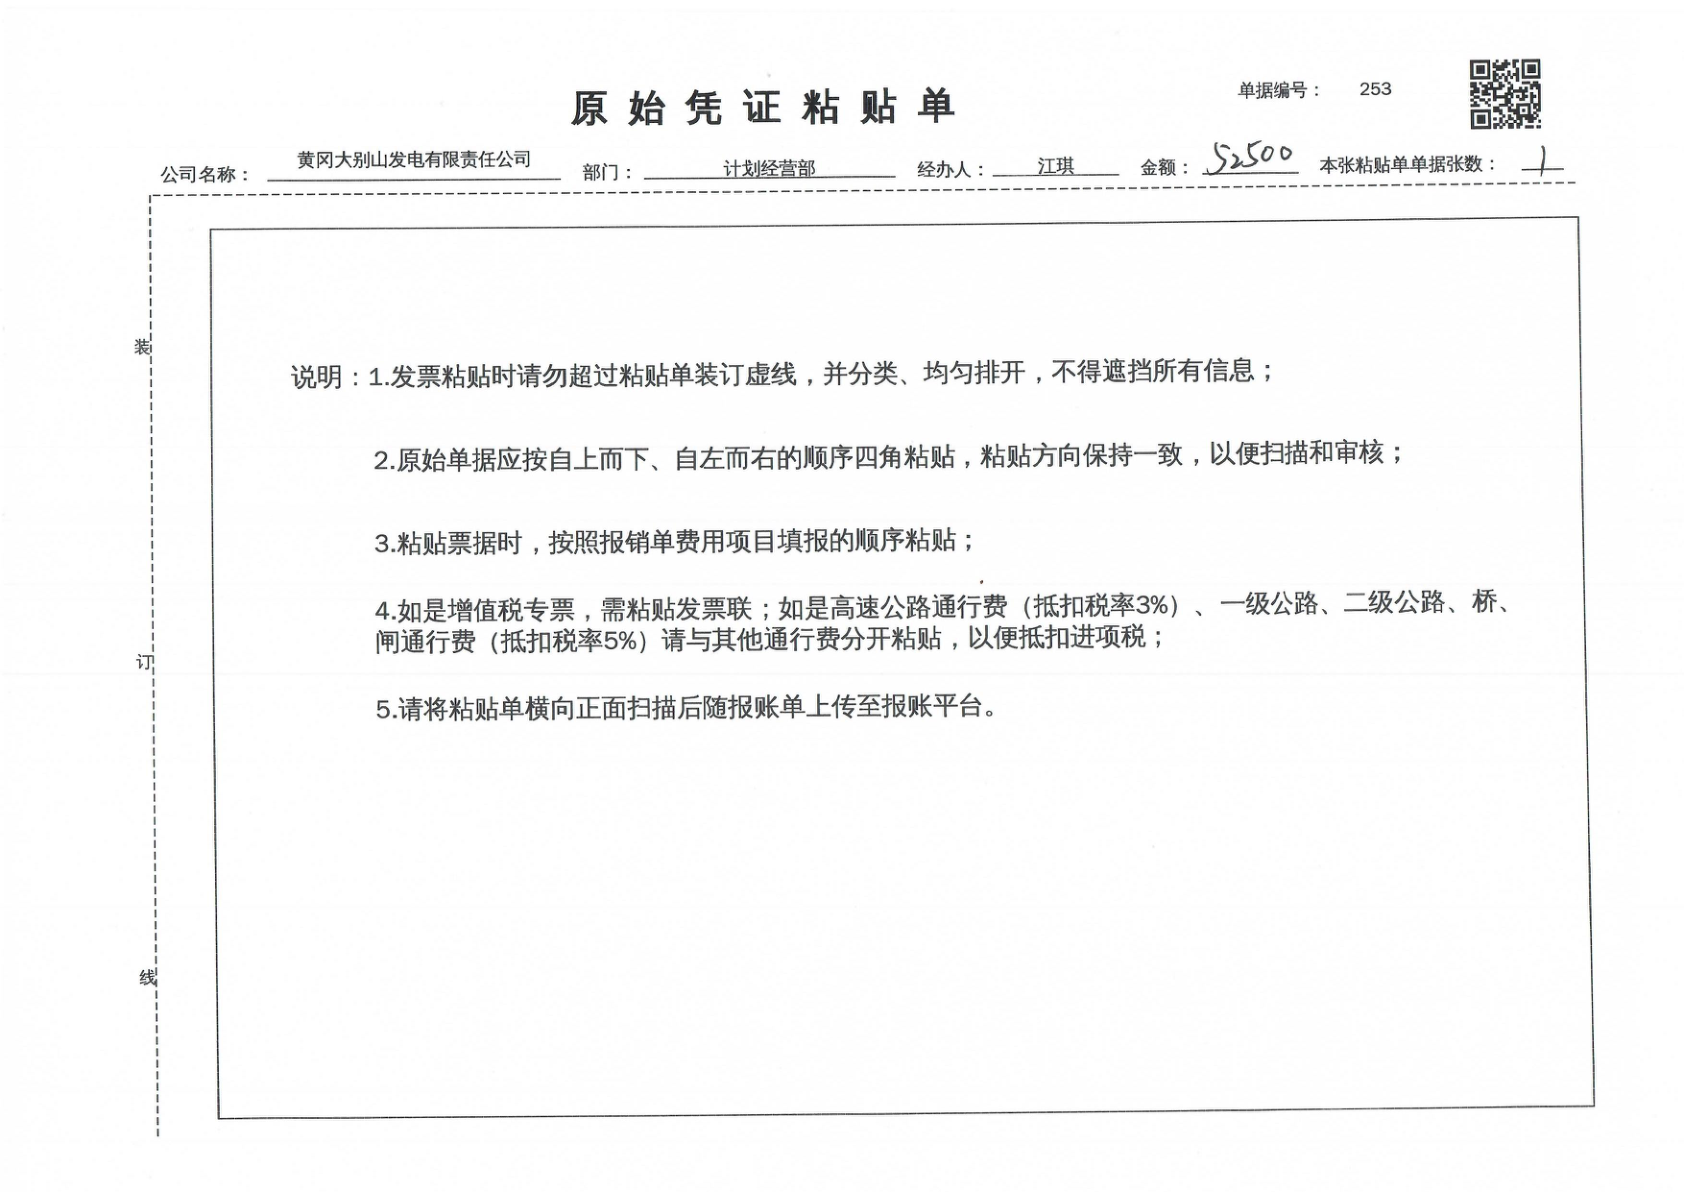 原始凭证粘贴单
单据编号： 253
公司名称： 黄冈大别山发电有限责任公司 部门： 计划经营部 经办人： 江琪 金额： 52500 本张粘贴单单据张数： 1
装
订
线
说明：1.发票粘贴时请勿超过粘贴单装订虚线，并分类、均匀排开，不得遮挡所有信息；
2.原始单据应按自上而下、自左而右的顺序四角粘贴，粘贴方向保持一致，以便扫描和审核；
3.粘贴票据时，按照报销单费用项目填报的顺序粘贴；
4.如是增值税专票，需粘贴发票联；如是高速公路通行费（抵扣税率3%）、一级公路、二级公路、桥、
闸通行费（抵扣税率5%）请与其他通行费分开粘贴，以便抵扣进项税；
5.请将粘贴单横向正面扫描后随报账单上传至报账平台。